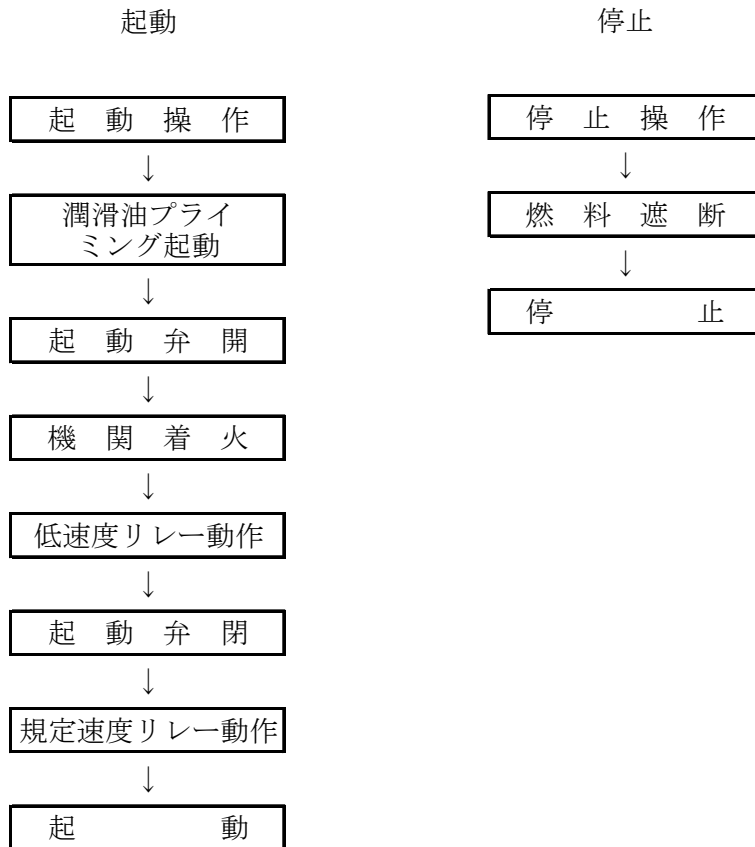 起動
起動操作
↓
潤滑油プライ
ミング起動
↓
起動弁開
↓
機関着火
↓
低速度リレー動作
↓
起動弁閉
↓
規定速度リレー動作
↓
起動
停止
停止操作
↓
燃料遮断
↓
停止